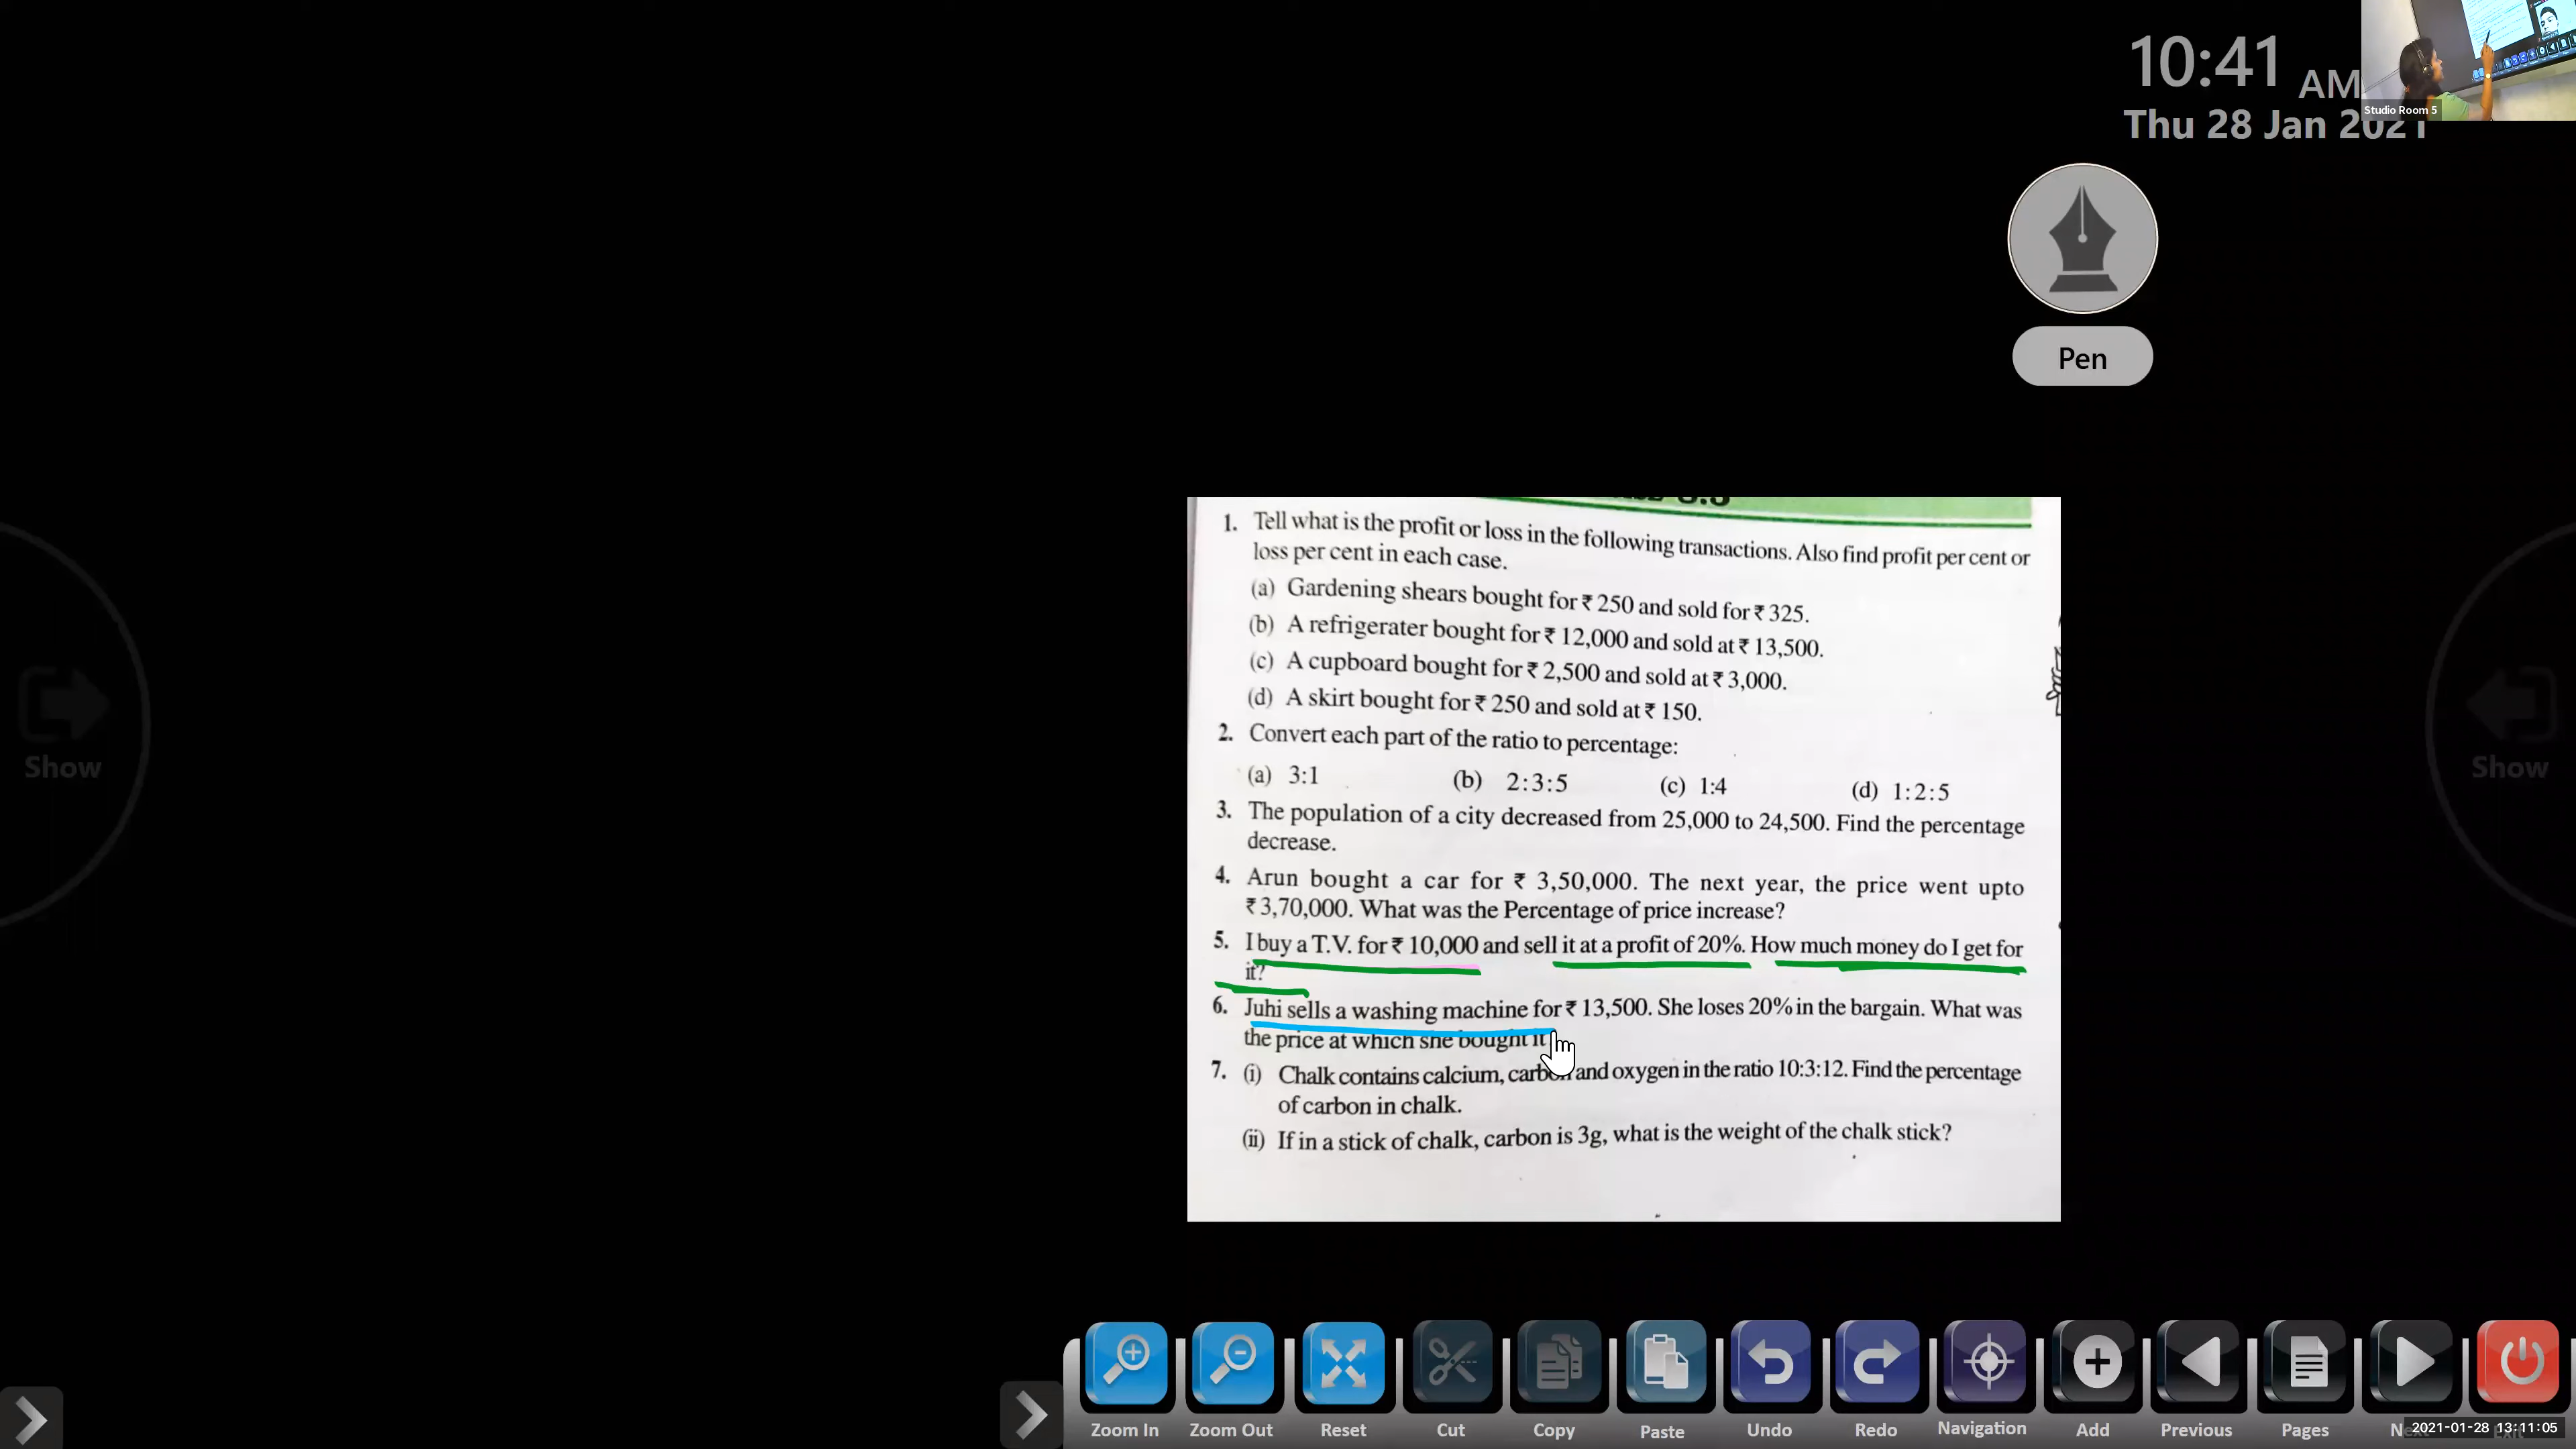 10:41 AM
Thu 28 Jan 2021
Studio Room 5
Pen
1. Tell what is the profit or loss in the following transactions. Also find profit per cent or
loss per cent in each case.
(a) Gardening shears bought for ₹ 250 and sold for ₹ 325.
(b) A refrigerater bought for ₹ 12,000 and sold at ₹ 13,500.
(c) A cupboard bought for ₹ 2,500 and sold at ₹ 3,000.
(d) A skirt bought for ₹ 250 and sold at ₹ 150.
2. Convert each part of the ratio to percentage:
(a) 3:1 (b) 2:3:5 (c) 1:4 (d) 1:2:5
3. The population of a city decreased from 25,000 to 24,500. Find the percentage
decrease.
4. Arun bought a car for ₹ 3,50,000. The next year, the price went upto
₹ 3,70,000. What was the Percentage of price increase?
5. I buy a T.V. for ₹ 10,000 and sell it at a profit of 20%. How much money do I get for
it?
6. Juhi sells a washing machine for ₹ 13,500. She loses 20% in the bargain. What was
the price at which she bought it
7. (i) Chalk contains calcium, carbon and oxygen in the ratio 10:3:12. Find the percentage
of carbon in chalk.
(ii) If in a stick of chalk, carbon is 3g, what is the weight of the chalk stick?
Show
Show
Zoom In Zoom Out Reset Cut Copy Paste Undo Redo Navigation Add Previous Pages
2021-01-28 13:11:05